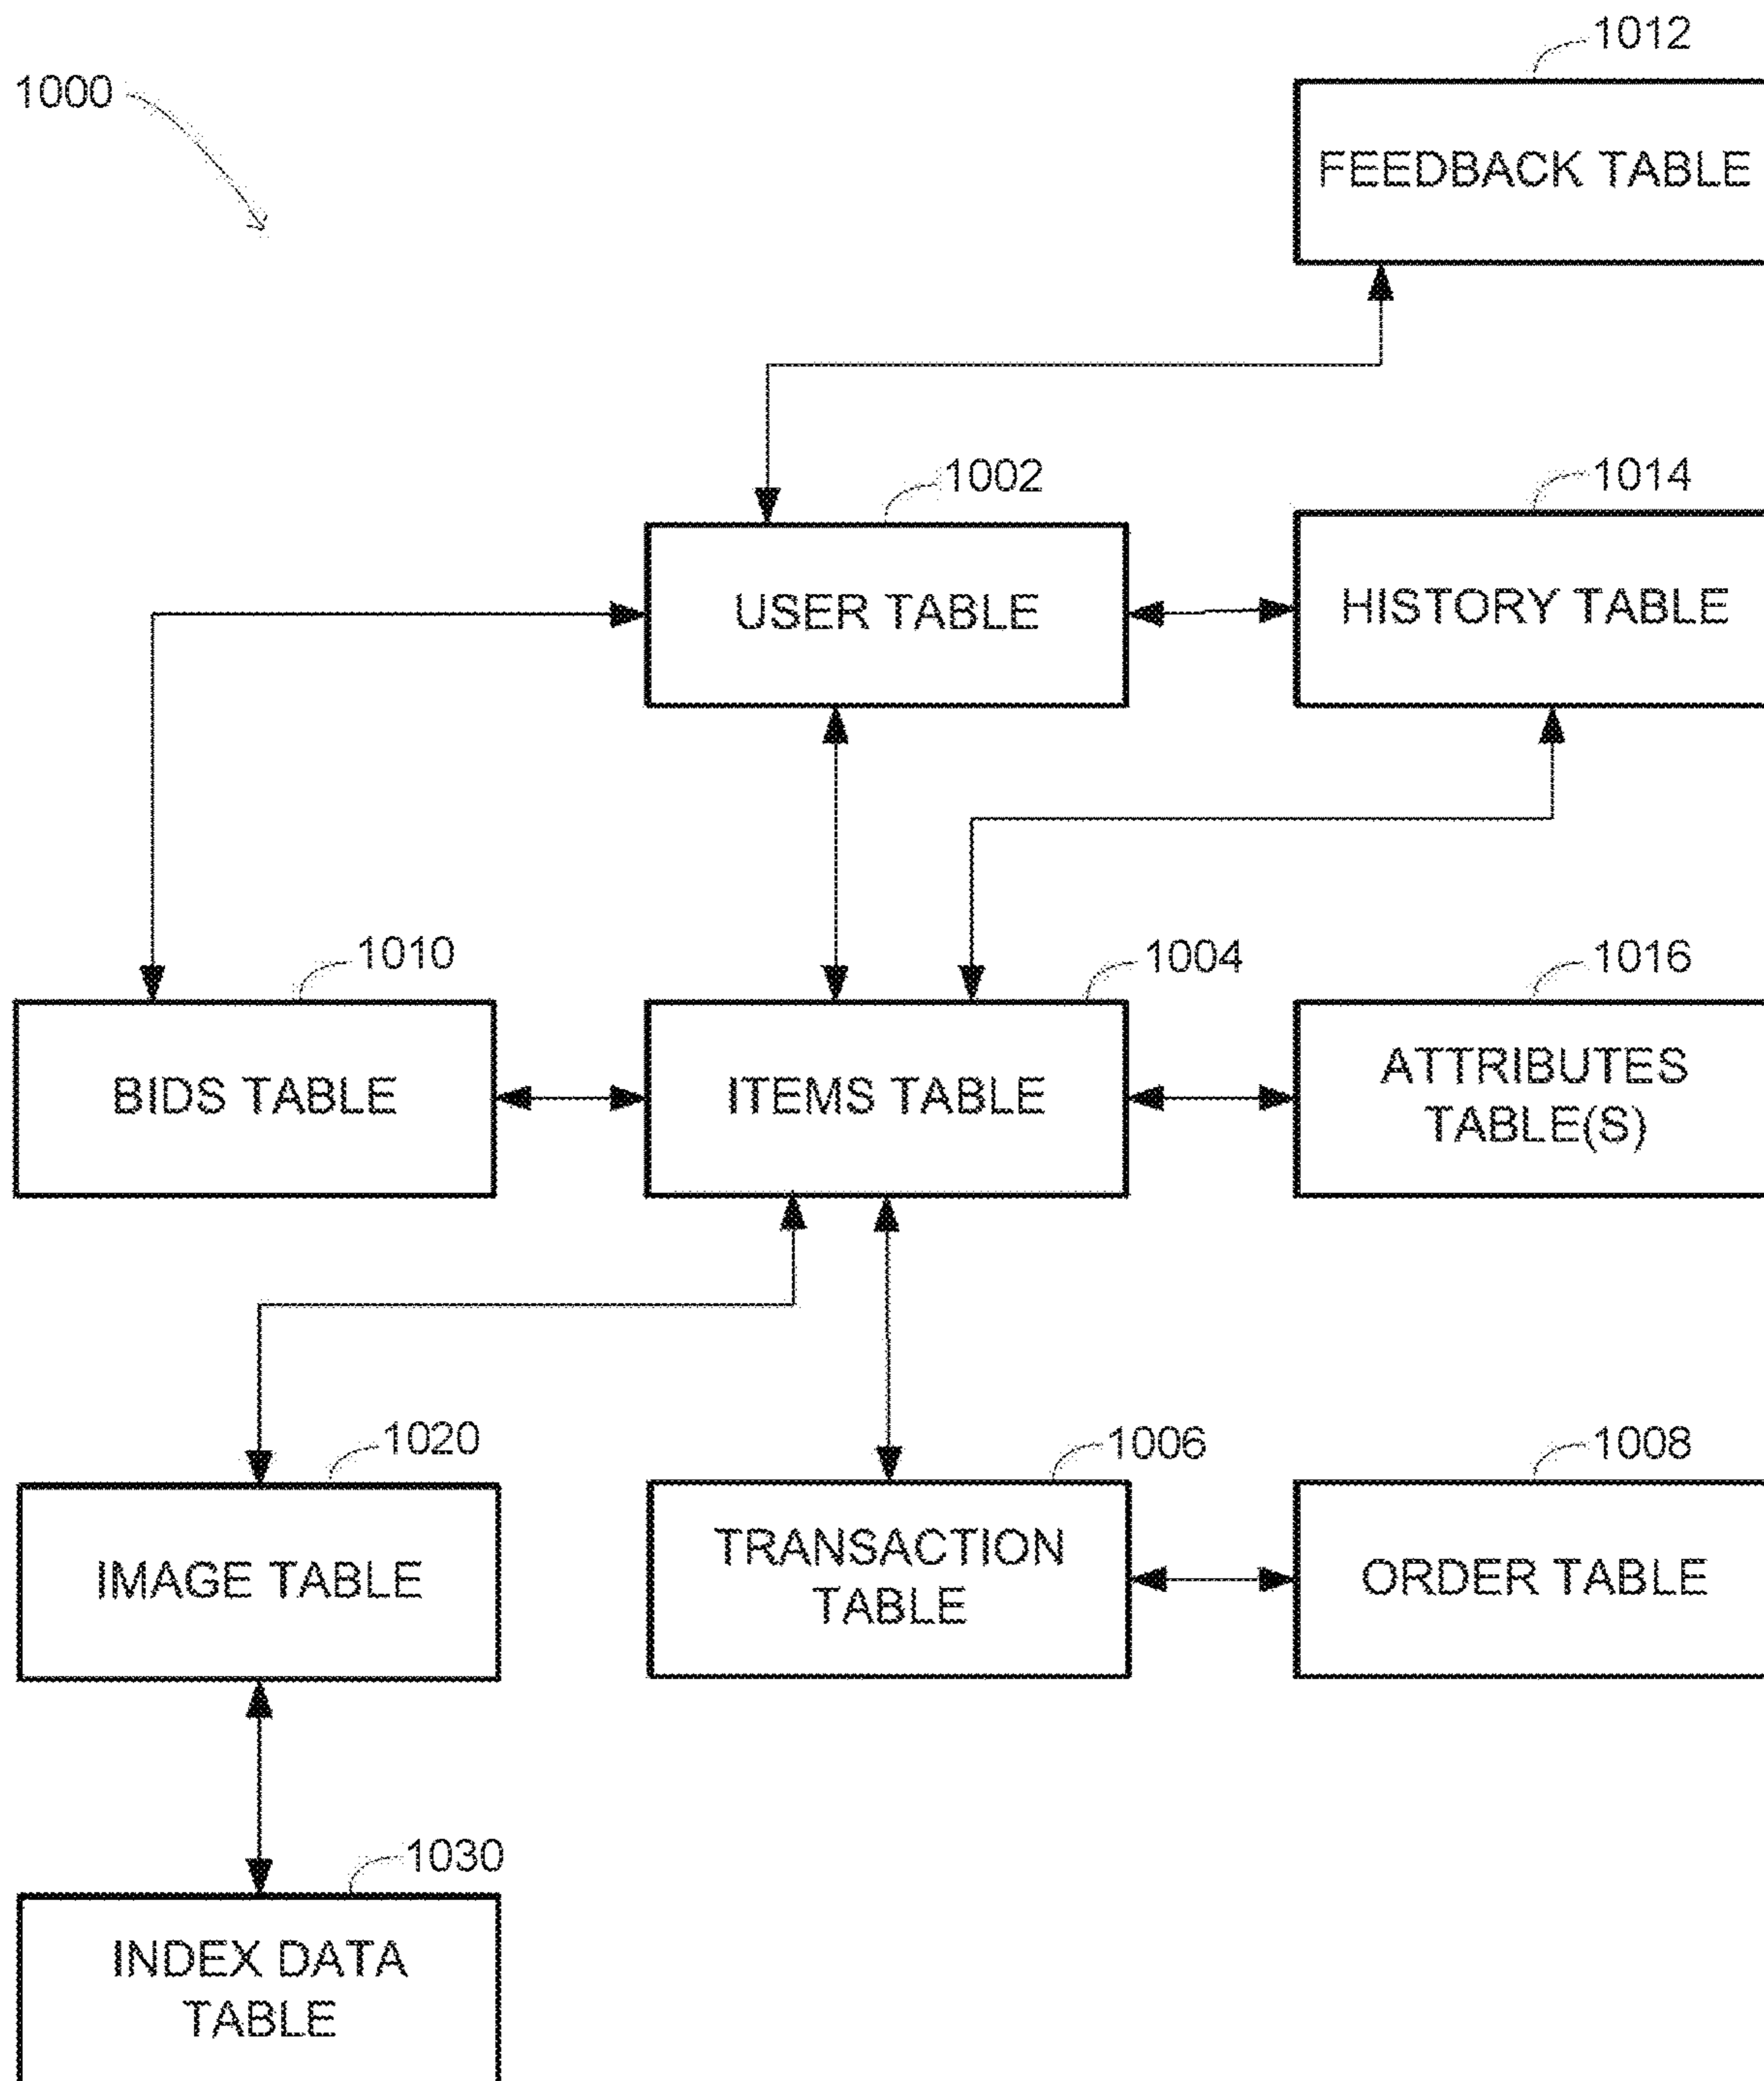 1012
1000
FEEDBACK TABLE
1002
1014
USER TABLE
HISTORY TABLE
1010
1004
1016
BIDS TABLE
ITEMS TABLE
ATTRIBUTES
TABLE(S)
1020
1006
1008
IMAGE TABLE
TRANSACTION
TABLE
ORDER TABLE
1030
INDEX DATA
TABLE